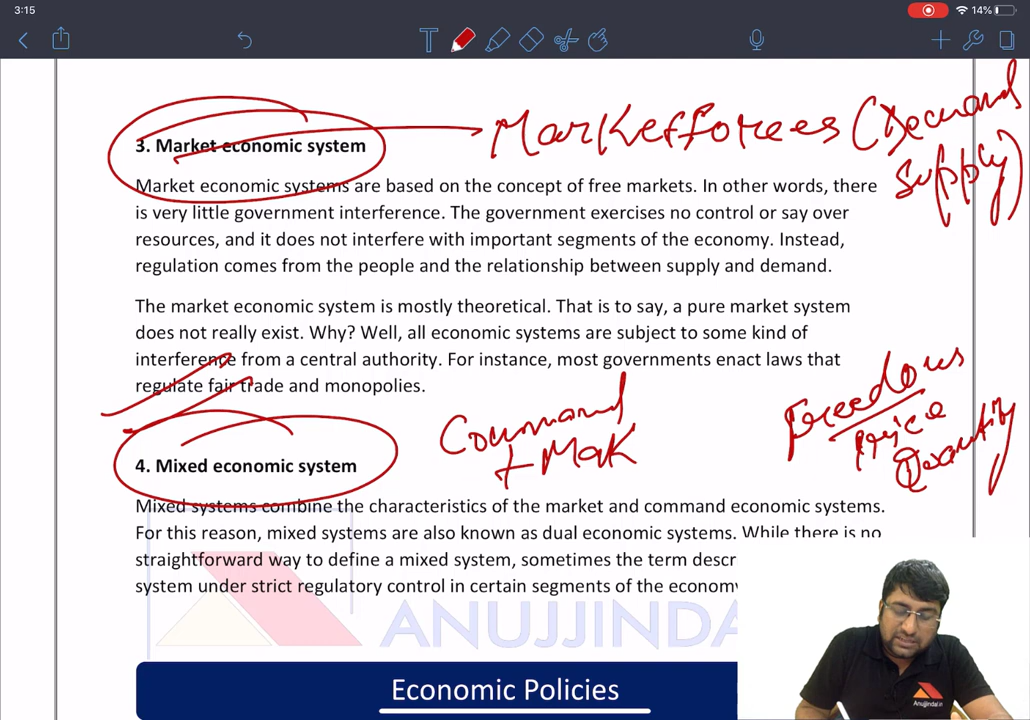 3:15
14%
3. Market economic system
Market forces (Demand
Supply)
Market economic systems are based on the concept of free markets. In other words, there
is very little government interference. The government exercises no control or say over
resources, and it does not interfere with important segments of the economy. Instead,
regulation comes from the people and the relationship between supply and demand.
The market economic system is mostly theoretical. That is to say, a pure market system
does not really exist. Why? Well, all economic systems are subject to some kind of
interference from a central authority. For instance, most governments enact laws that
regulate fair trade and monopolies.
Freedom
Price
Quantity
Command
+ Mak
4. Mixed economic system
Mixed systems combine the characteristics of the market and command economic systems.
For this reason, mixed systems are also known as dual economic systems. While there is no
straightforward way to define a mixed system, sometimes the term descr
system under strict regulatory control in certain segments of the economy
ANUJJINDA
Economic Policies
Anujjindal.in